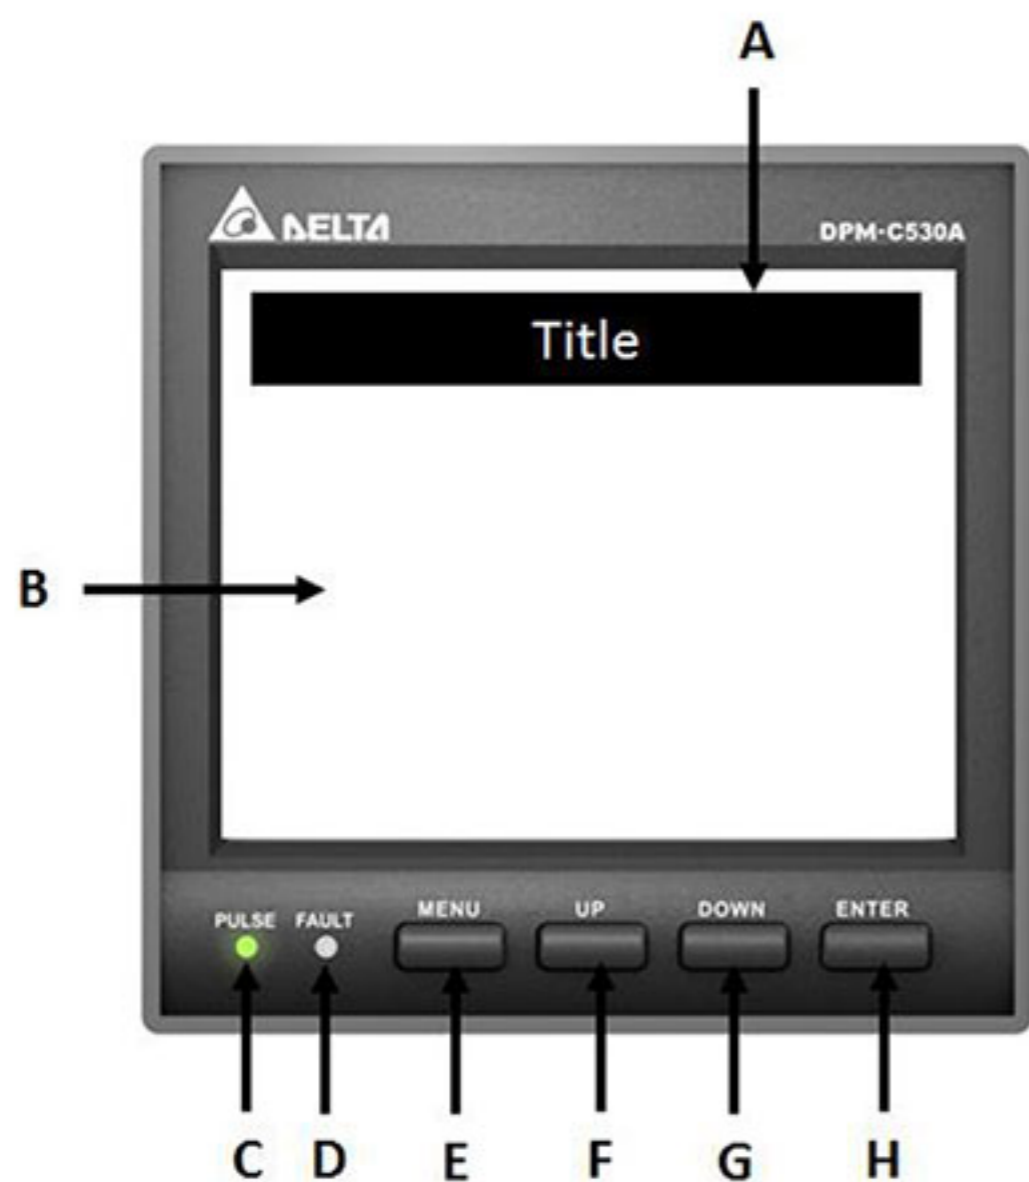 A
DELTA
DPM-C530A
Title
B
PULSE FAULT MENU UP DOWN ENTER
C D E F G H